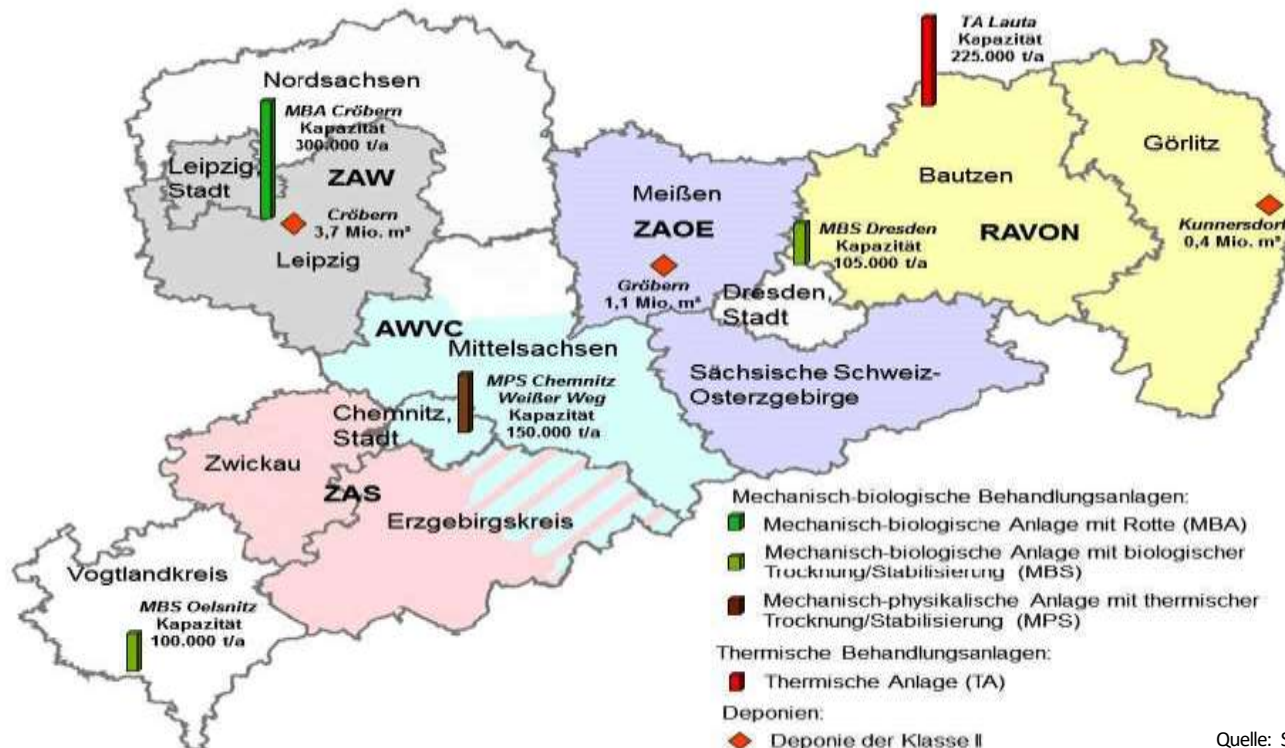 TA Lauta
Kapazität
225.000 t/a
Nordsachsen
MBA Cröbern
Kapazität
300.000 t/a
Leipzig,
Stadt
ZAW
Cröbern
3,7 Mio. m³
Leipzig
Meißen
ZAOE
Gröbern
1,1 Mio. m³
MBS Dresden
Kapazität
105.000 t/a
Dresden,
Stadt
Bautzen
RAVON
Görlitz
Kunnersdorf
0,4 Mio. m³
AWVC
Mittelsachsen
MPS Chemnitz
Weißer Weg
Kapazität
150.000 t/a
Chemnitz,
Stadt
Sächsische Schweiz-
Osterzgebirge
Zwickau
ZAS
Erzgebirgskreis
Vogtlandkreis
MBS Oelsnitz
Kapazität
100.000 t/a
Mechanisch-biologische Behandlungsanlagen:
Mechanisch-biologische Anlage mit Rotte (MBA)
Mechanisch-biologische Anlage mit biologischer
Trocknung/Stabilisierung (MBS)
Mechanisch-physikalische Anlage mit thermischer
Trocknung/Stabilisierung (MPS)
Thermische Behandlungsanlagen:
Thermische Anlage (TA)
Deponien:
Deponie der Klasse II
Quelle: